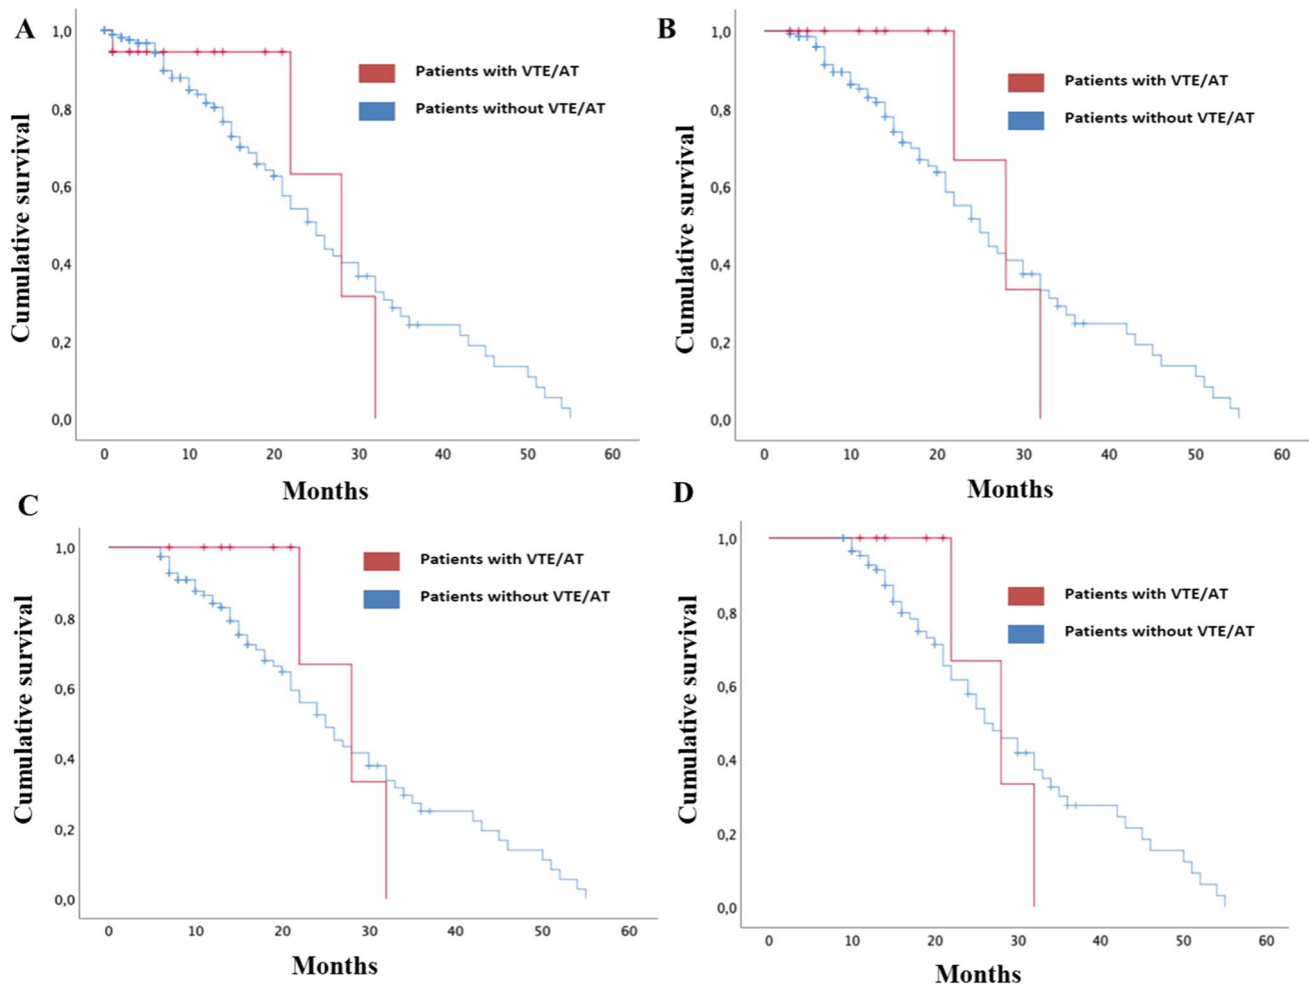 A
1,0
0,8
0,6
0,4
0,2
0,0
Cumulative survival
Patients with VTE/AT
Patients without VTE/AT
0 10 20 30 40 50 60
Months
B
1,0
0,8
0,6
0,4
0,2
0,0
Cumulative survival
Patients with VTE/AT
Patients without VTE/AT
0 10 20 30 40 50 60
Months
C
1,0
0,8
0,6
0,4
0,2
0,0
Cumulative survival
Patients with VTE/AT
Patients without VTE/AT
0 10 20 30 40 50 60
Months
D
1,0
0,8
0,6
0,4
0,2
0,0
Cumulative survival
Patients with VTE/AT
Patients without VTE/AT
0 10 20 30 40 50 60
Months